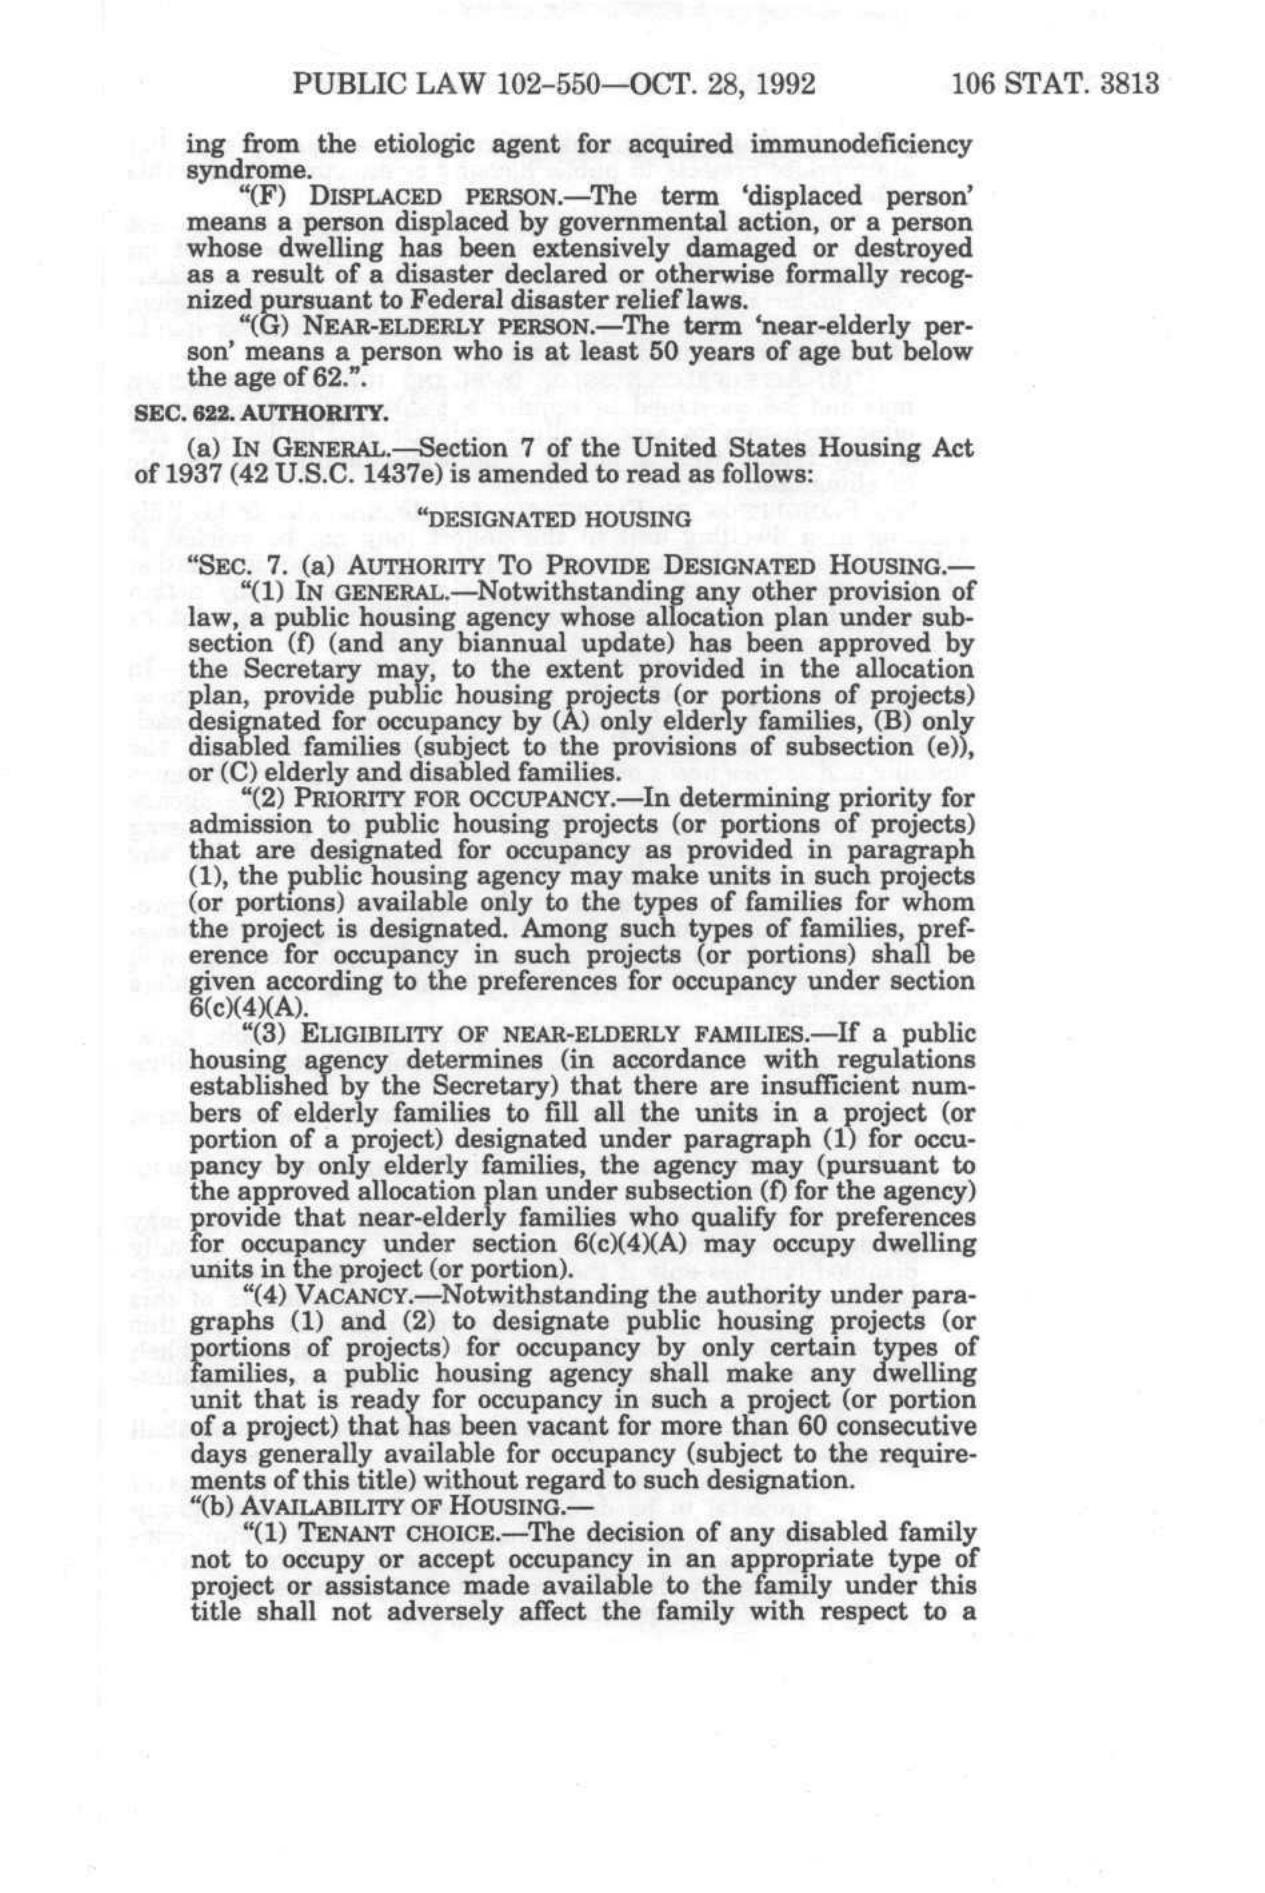 PUBLIC LAW 102–550—OCT. 28, 1992 106 STAT. 3813
ing from the etiologic agent for acquired immunodeficiency
syndrome.
“(F) DISPLACED PERSON.—The term ‘displaced person’
means a person displaced by governmental action, or a person
whose dwelling has been extensively damaged or destroyed
as a result of a disaster declared or otherwise formally recog-
nized pursuant to Federal disaster relief laws.
“(G) NEAR-ELDERLY PERSON.—The term ‘near-elderly per-
son’ means a person who is at least 50 years of age but below
the age of 62.”.
SEC. 622. AUTHORITY.
(a) IN GENERAL.—Section 7 of the United States Housing Act
of 1937 (42 U.S.C. 1437e) is amended to read as follows:
“DESIGNATED HOUSING
“SEC. 7. (a) AUTHORITY TO PROVIDE DESIGNATED HOUSING.—
“(1) IN GENERAL.—Notwithstanding any other provision of
law, a public housing agency whose allocation plan under sub-
section (f) (and any biannual update) has been approved by
the Secretary may, to the extent provided in the allocation
plan, provide public housing projects (or portions of projects)
designated for occupancy by (A) only elderly families, (B) only
disabled families (subject to the provisions of subsection (e)),
or (C) elderly and disabled families.
“(2) PRIORITY FOR OCCUPANCY.—In determining priority for
admission to public housing projects (or portions of projects)
that are designated for occupancy as provided in paragraph
(1), the public housing agency may make units in such projects
(or portions) available only to the types of families for whom
the project is designated. Among such types of families, pref-
erence for occupancy in such projects (or portions) shall be
given according to the preferences for occupancy under section
6(c)(4)(A).
“(3) ELIGIBILITY OF NEAR-ELDERLY FAMILIES.—If a public
housing agency determines (in accordance with regulations
established by the Secretary) that there are insufficient num-
bers of elderly families to fill all the units in a project (or
portion of a project) designated under paragraph (1) for occu-
pancy by only elderly families, the agency may (pursuant to
the approved allocation plan under subsection (f) for the agency)
provide that near-elderly families who qualify for preferences
for occupancy under section 6(c)(4)(A) may occupy dwelling
units in the project (or portion).
“(4) VACANCY.—Notwithstanding the authority under para-
graphs (1) and (2) to designate public housing projects (or
portions of projects) for occupancy by only certain types of
families, a public housing agency shall make any dwelling
unit that is ready for occupancy in such a project (or portion
of a project) that has been vacant for more than 60 consecutive
days generally available for occupancy (subject to the require-
ments of this title) without regard to such designation.
“(b) AVAILABILITY OF HOUSING.—
“(1) TENANT CHOICE.—The decision of any disabled family
not to occupy or accept occupancy in an appropriate type of
project or assistance made available to the family under this
title shall not adversely affect the family with respect to a